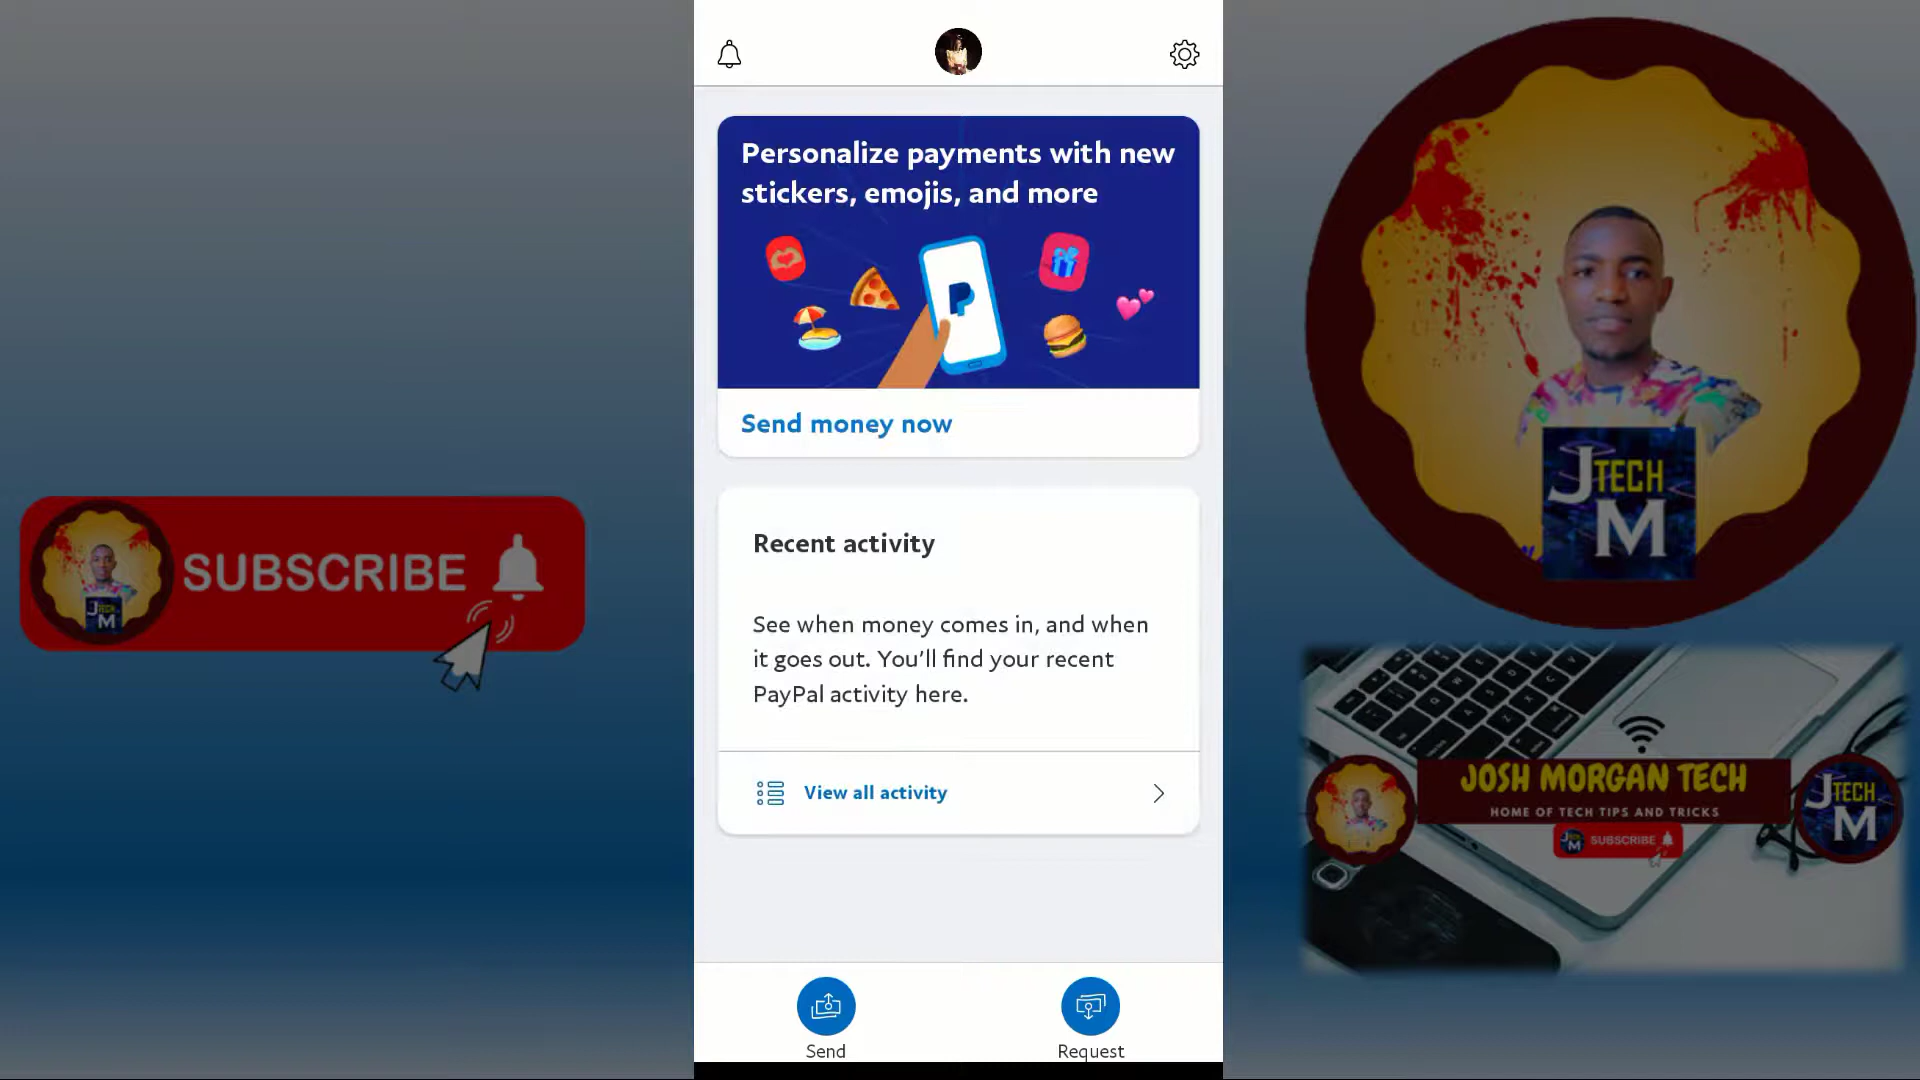 Personalize payments with new
stickers, emojis, and more
Send money now
Recent activity
See when money comes in, and when
it goes out. You'll find your recent
PayPal activity here.
View all activity
Send
Request
SUBSCRIBE
JTECH
M
JTECH
M
JOSH MORGAN TECH
HOME OF TECH TIPS AND TRICKS
SUBSCRIBE
JTECH
M